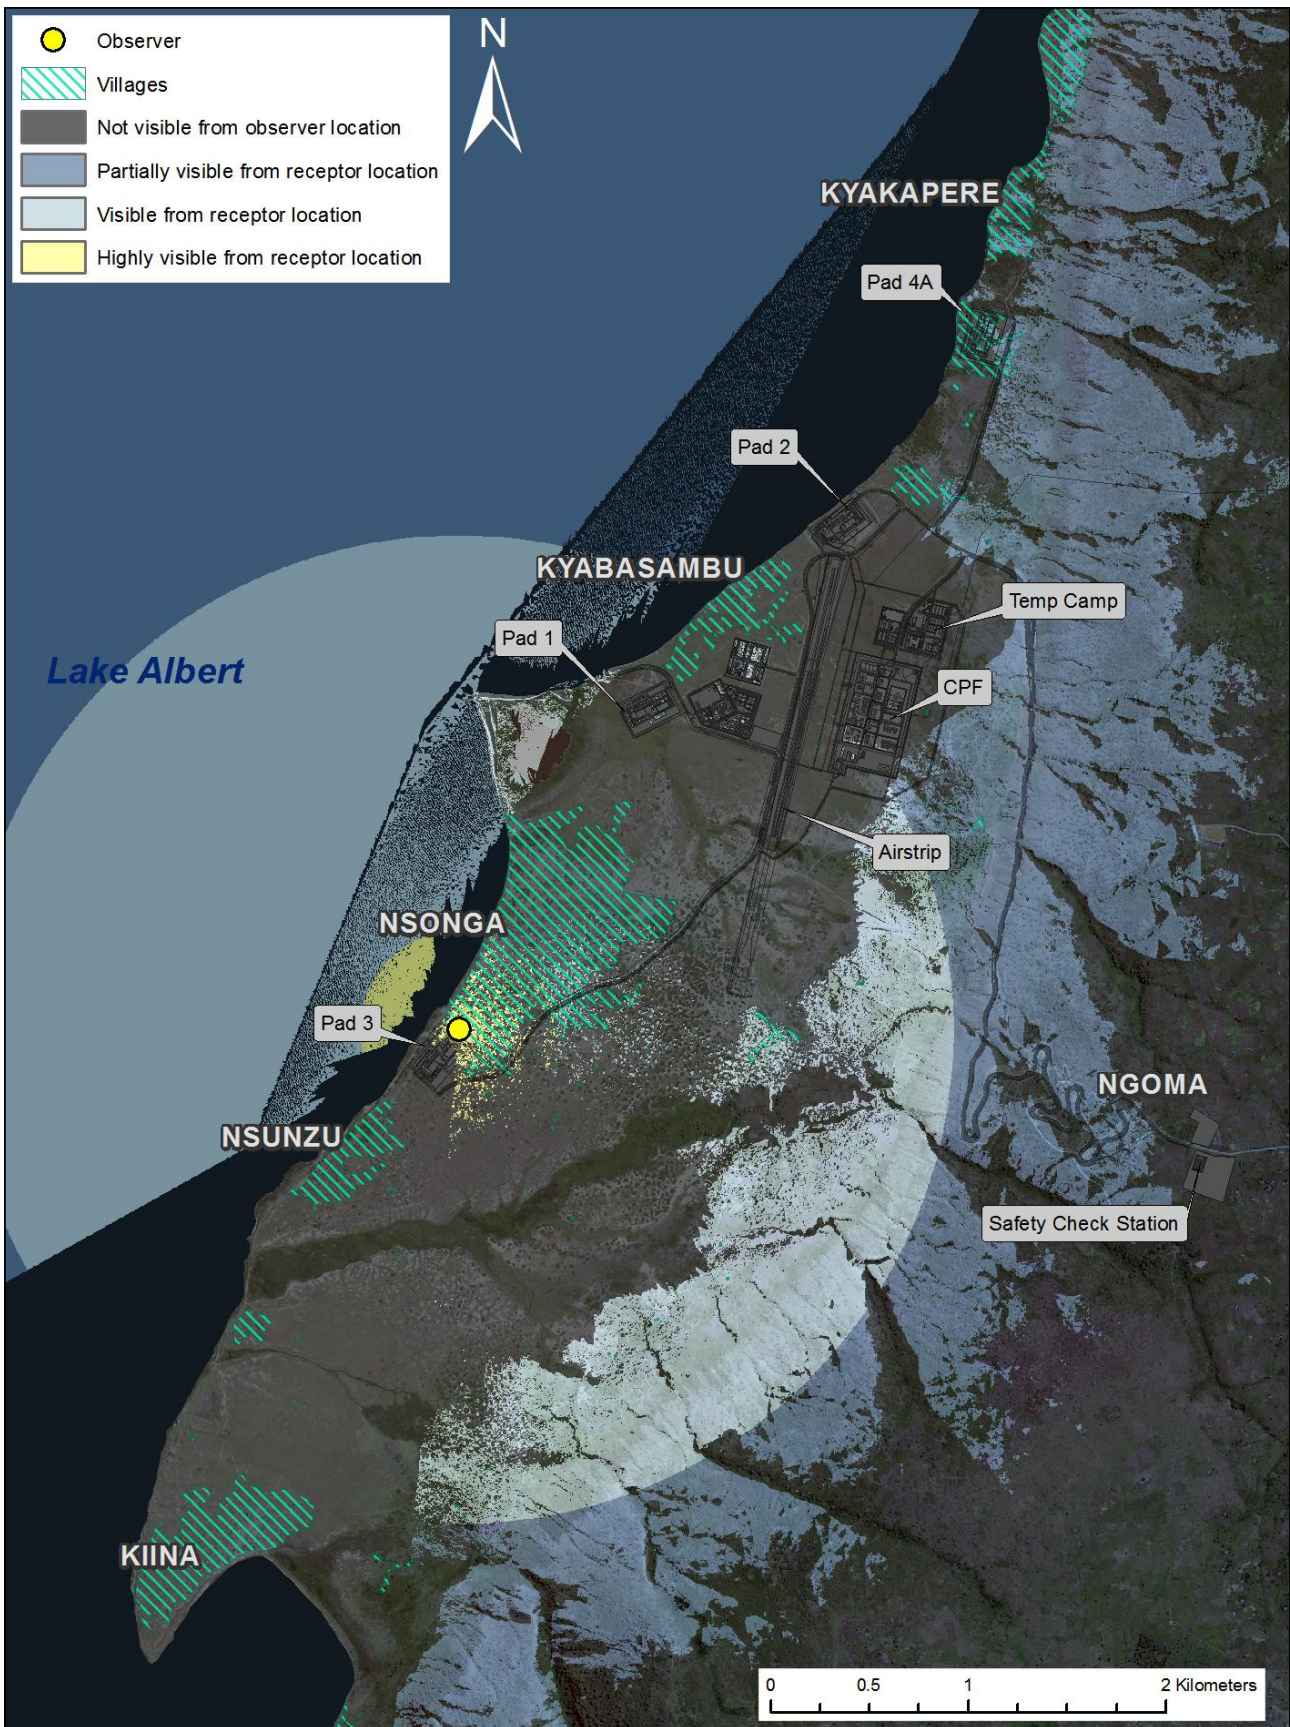 Observer
Villages
Not visible from observer location
Partially visible from receptor location
Visible from receptor location
Highly visible from receptor location
N
KYAKAPERE
Pad 4A
Pad 2
KYABASAMBU
Temp Camp
Pad 1
Lake Albert
CPF
Airstrip
NSONGA
Pad 3
NGOMA
NSUNZU
Safety Check Station
KIINA
0 0.5 1 2 Kilometers